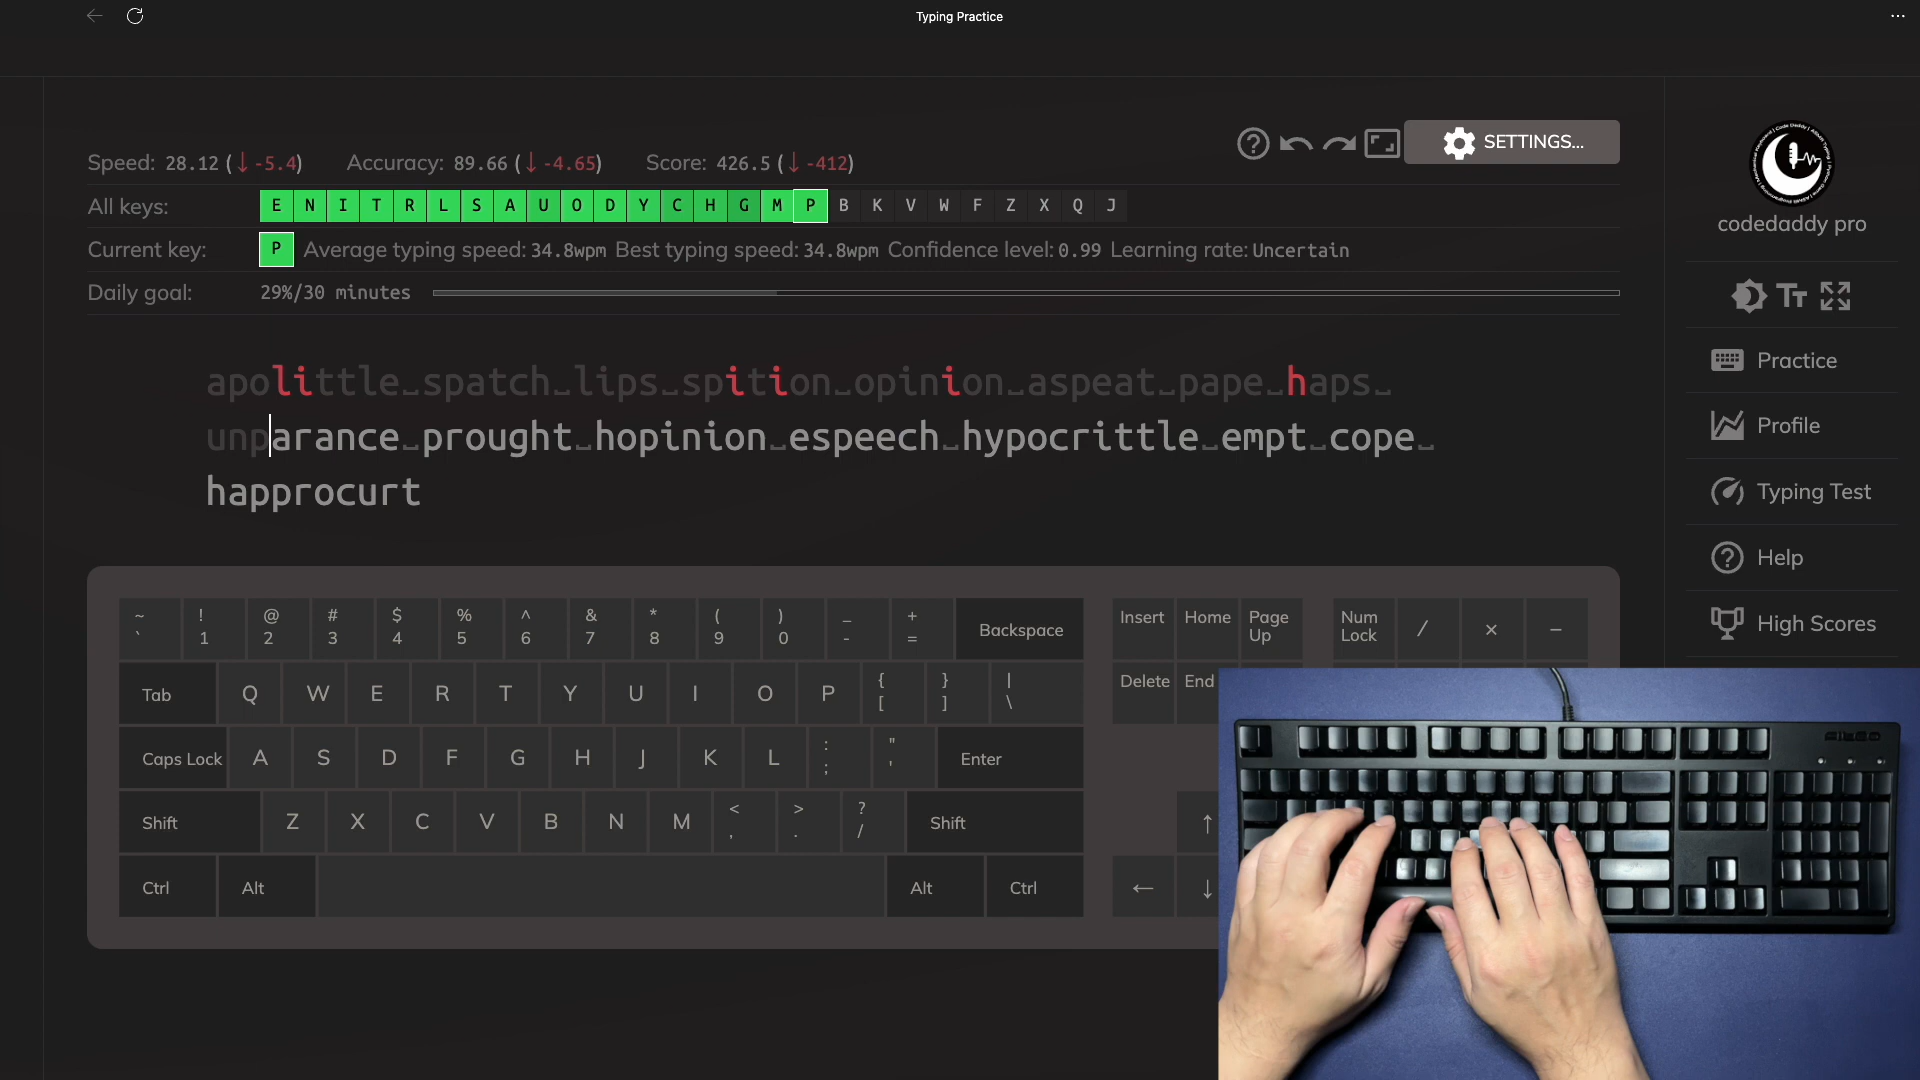 Typing Practice
Speed: 28.12 (↓-5.4) Accuracy: 89.66 (↓-4.65) Score: 426.5 (↓-412)
SETTINGS...
All keys: E N I T R L S A U O D Y C H G M P B K V W F Z X Q J
Current key: P Average typing speed: 34.8wpm Best typing speed: 34.8wpm Confidence level: 0.99 Learning rate: Uncertain
Daily goal: 29%/30 minutes
apolittle␣spatch␣lips␣spition␣opinion␣aspeat␣pape␣haps␣
unparance␣prought␣hopinion␣espeech␣hypocrittle␣empt␣cope␣
happrocurt
codedaddy pro
Practice
Profile
Typing Test
Help
High Scores
~ ! @ # $ % ^ & * ( ) _ +
` 1 2 3 4 5 6 7 8 9 0 - = Backspace
Tab Q W E R T Y U I O P { [ } ] | \
Caps Lock A S D F G H J K L : ; " ' Enter
Shift Z X C V B N M < , > . ? / Shift
Ctrl Alt Alt Ctrl
Insert Home Page Up
Delete End
↑
← ↓
Num Lock / × −